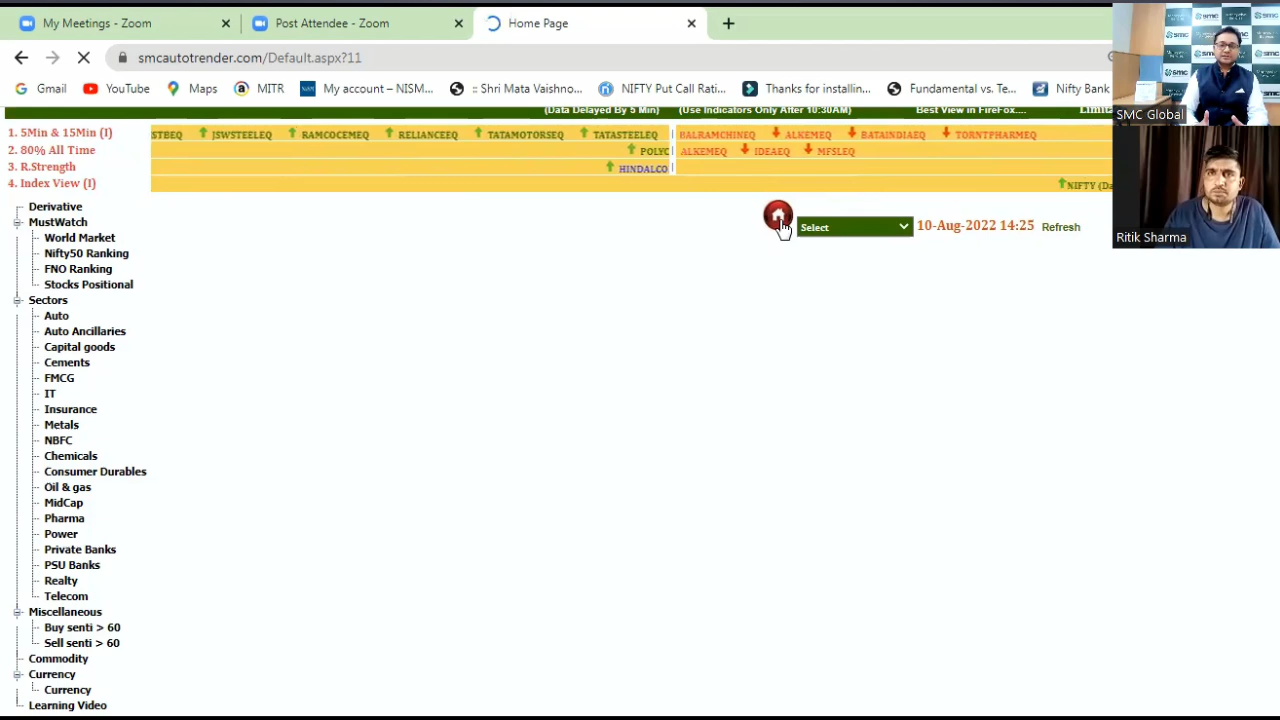 My Meetings - Zoom
Post Attendee - Zoom
Home Page
smcautotrender.com/Default.aspx?11
Gmail
YouTube
Maps
MITR
My account – NISM...
:: Shri Mata Vaishno...
NIFTY Put Call Rati...
Thanks for installin...
Fundamental vs. Te...
Nifty Bank
(Data Delayed By 5 Min)
(Use Indicators Only After 10:30AM)
Best View in FireFox....
1. 5Min & 15Min (I)
STBEQ JSWSTEELEQ RAMCOCEMEQ RELIANCEEQ TATAMOTORSEQ TATASTEELEQ | BALRAMCHINEQ ALKEMEQ BATAINDIAEQ TORNTPHARMEQ
2. 80% All Time
POLYC | ALKEMEQ IDEAEQ MFSLEQ
3. R.Strength
HINDALCO |
4. Index View (I)
NIFTY (Da
Select
10-Aug-2022 14:25
Refresh
Derivative
MustWatch
World Market
Nifty50 Ranking
FNO Ranking
Stocks Positional
Sectors
Auto
Auto Ancillaries
Capital goods
Cements
FMCG
IT
Insurance
Metals
NBFC
Chemicals
Consumer Durables
Oil & gas
MidCap
Pharma
Power
Private Banks
PSU Banks
Realty
Telecom
Miscellaneous
Buy senti > 60
Sell senti > 60
Commodity
Currency
Currency
Learning Video
SMC Global
Ritik Sharma